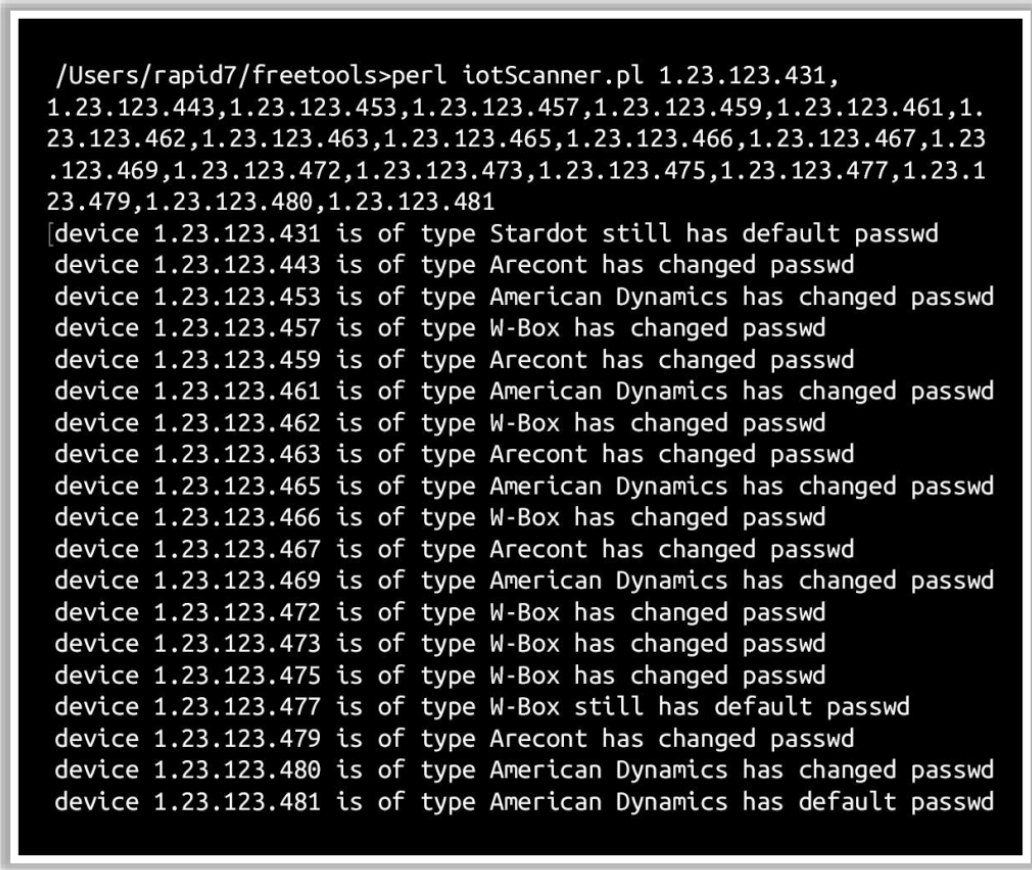 /Users/rapid7/freetools>perl iotScanner.pl 1.23.123.431,
1.23.123.443,1.23.123.453,1.23.123.457,1.23.123.459,1.23.123.461,1.
23.123.462,1.23.123.463,1.23.123.465,1.23.123.466,1.23.123.467,1.23
.123.469,1.23.123.472,1.23.123.473,1.23.123.475,1.23.123.477,1.23.1
23.479,1.23.123.480,1.23.123.481
[device 1.23.123.431 is of type Stardot still has default passwd
device 1.23.123.443 is of type Arecont has changed passwd
device 1.23.123.453 is of type American Dynamics has changed passwd
device 1.23.123.457 is of type W-Box has changed passwd
device 1.23.123.459 is of type Arecont has changed passwd
device 1.23.123.461 is of type American Dynamics has changed passwd
device 1.23.123.462 is of type W-Box has changed passwd
device 1.23.123.463 is of type Arecont has changed passwd
device 1.23.123.465 is of type American Dynamics has changed passwd
device 1.23.123.466 is of type W-Box has changed passwd
device 1.23.123.467 is of type Arecont has changed passwd
device 1.23.123.469 is of type American Dynamics has changed passwd
device 1.23.123.472 is of type W-Box has changed passwd
device 1.23.123.473 is of type W-Box has changed passwd
device 1.23.123.475 is of type W-Box has changed passwd
device 1.23.123.477 is of type W-Box still has default passwd
device 1.23.123.479 is of type Arecont has changed passwd
device 1.23.123.480 is of type American Dynamics has changed passwd
device 1.23.123.481 is of type American Dynamics has default passwd